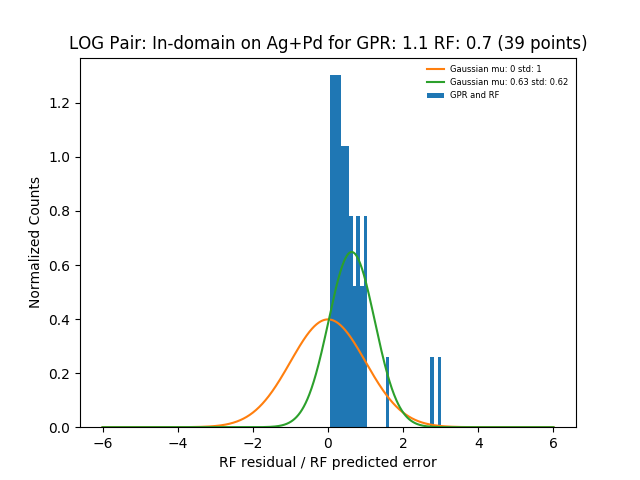 LOG Pair: In-domain on Ag+Pd for GPR: 1.1 RF: 0.7 (39 points)
Gaussian mu: 0 std: 1
Gaussian mu: 0.63 std: 0.62
GPR and RF
Normalized Counts
1.2
1.0
0.8
0.6
0.4
0.2
0.0
−6 −4 −2 0 2 4 6
RF residual / RF predicted error